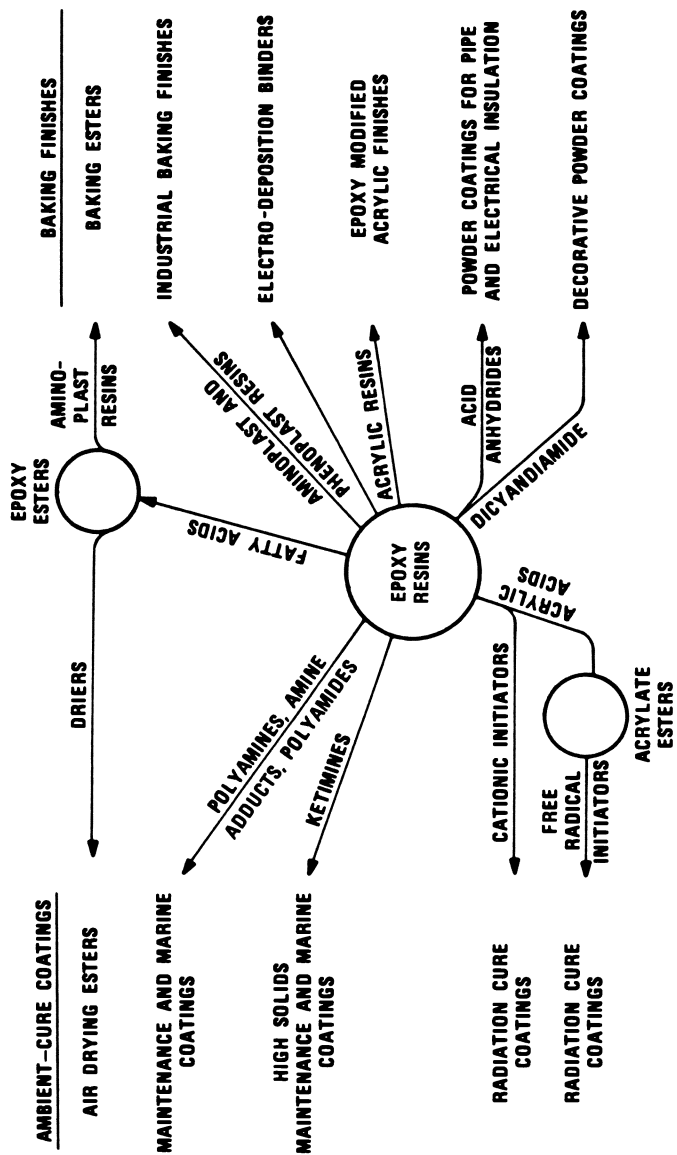 AMBIENT-CURE COATINGS
BAKING FINISHES
AIR DRYING ESTERS
DRIERS
EPOXY
ESTERS
AMINO-
PLAST
RESINS
BAKING ESTERS
MAINTENANCE AND MARINE
COATINGS
POLYAMINES, AMINE
ADDUCTS, POLYAMIDES
FATTY ACIDS
AMINOPLAST AND
PHENOPLAST RESINS
INDUSTRIAL BAKING FINISHES
ELECTRO-DEPOSITION BINDERS
HIGH SOLIDS
MAINTENANCE AND MARINE
COATINGS
KETIMINES
EPOXY
RESINS
ACRYLIC RESINS
EPOXY MODIFIED
ACRYLIC FINISHES
ACID
ANHYDRIDES
POWDER COATINGS FOR PIPE
AND ELECTRICAL INSULATION
RADIATION CURE
COATINGS
CATIONIC INITIATORS
ACRYLIC
ACIDS
DICYANDIAMIDE
DECORATIVE POWDER COATINGS
RADIATION CURE
COATINGS
FREE
RADICAL
INITIATORS
ACRYLATE
ESTERS